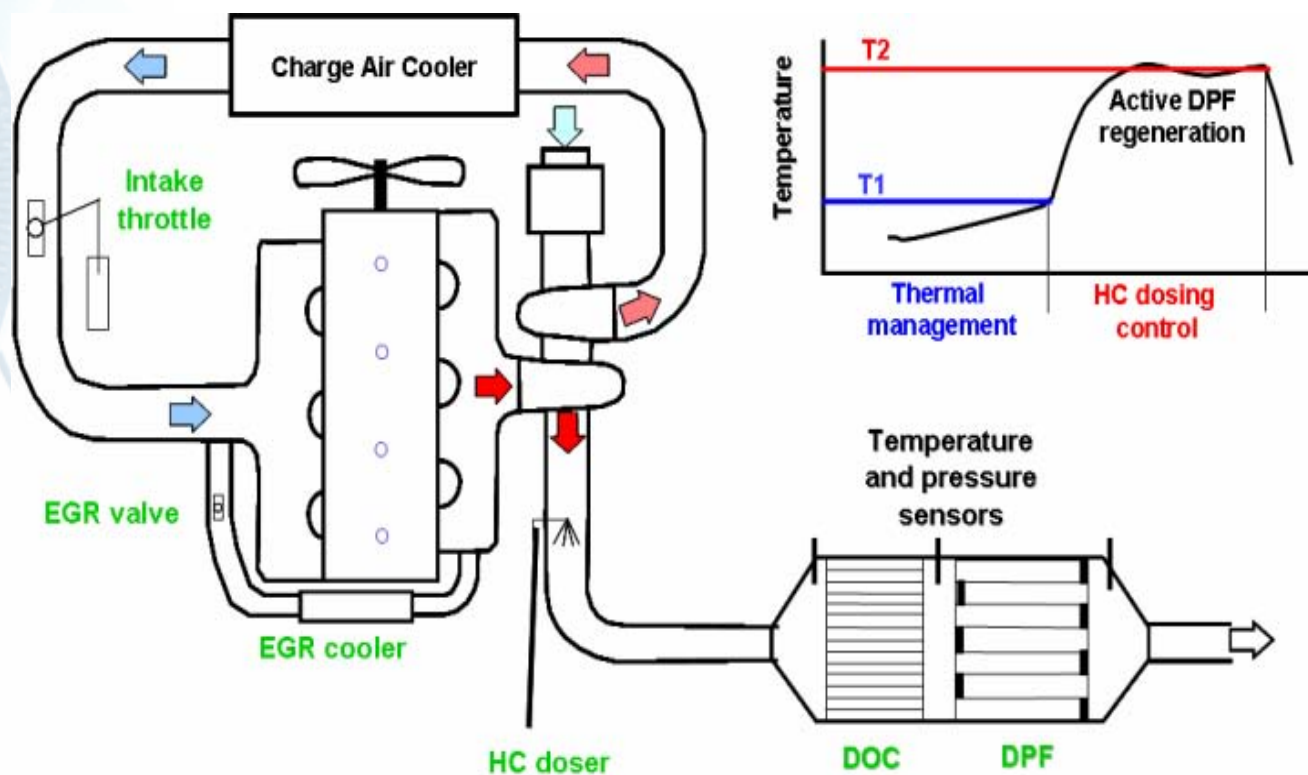 Charge Air Cooler
Intake
throttle
EGR valve
EGR cooler
HC doser
Temperature
T2
Active DPF
regeneration
T1
Thermal
management
HC dosing
control
Temperature
and pressure
sensors
DOC
DPF